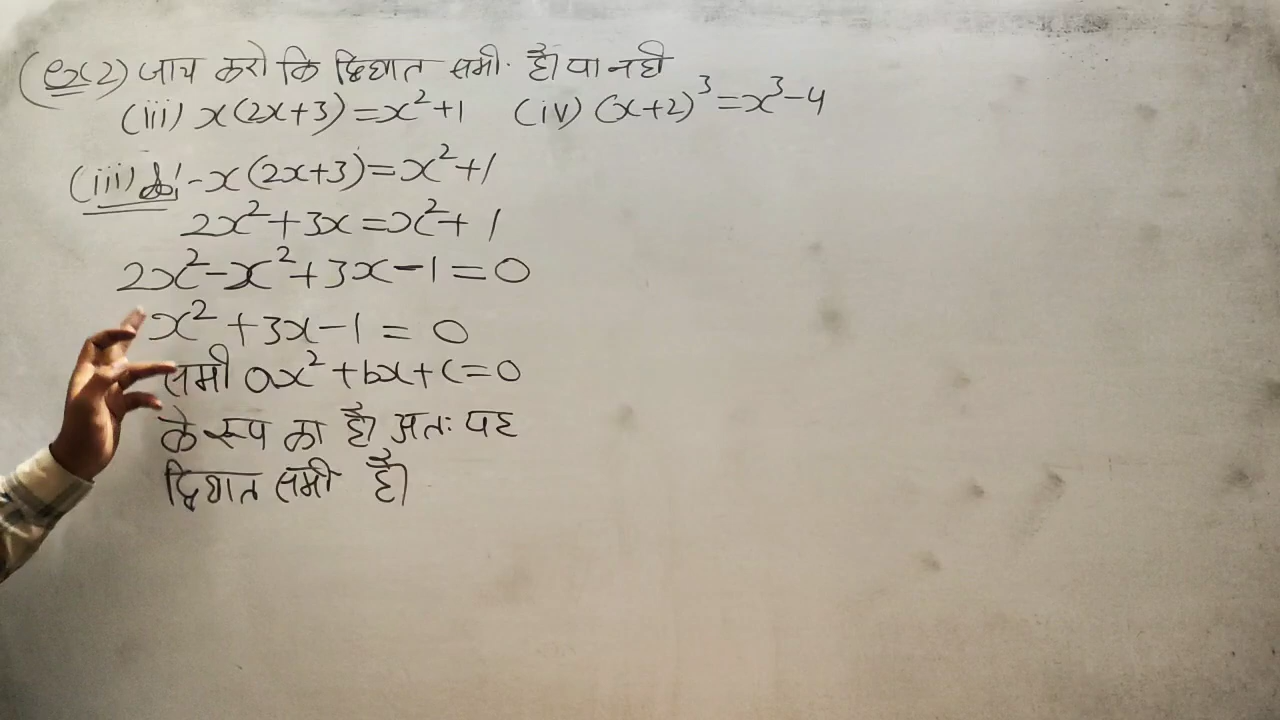 (ex2) जाच करो कि द्विघात समी. है। या नही
(iii) x(2x+3)=x²+1 (iv) (x+2)³=x³-4
(iii) हल:- x(2x+3)=x²+1
2x²+3x=x²+1
2x²-x²+3x-1=0
x²+3x-1=0
समी ax²+bx+c=0
के रूप का है। अतः यह
द्विघात समी है।